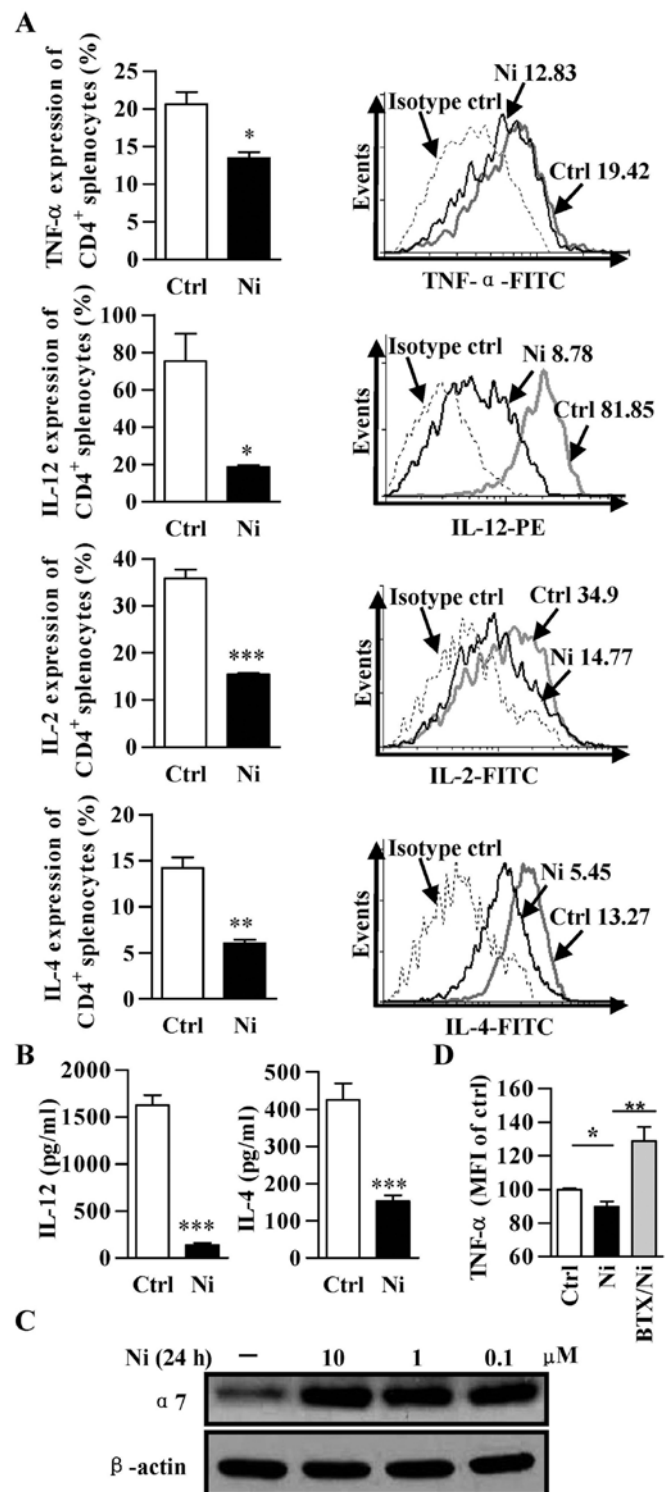 A
TNF-α expression of
CD4+ splenocytes (%)
25
20
15
10
5
0
*
Ctrl Ni
Events
Isotype ctrl
Ni 12.83
Ctrl 19.42
TNF-α-FITC
IL-12 expression of
CD4+ splenocytes (%)
100
80
60
40
20
0
*
Ctrl Ni
Events
Isotype ctrl
Ni 8.78
Ctrl 81.85
IL-12-PE
IL-2 expression of
CD4+ splenocytes (%)
40
30
20
10
0
***
Ctrl Ni
Events
Isotype ctrl
Ctrl 34.9
Ni 14.77
IL-2-FITC
IL-4 expression of
CD4+ splenocytes (%)
20
15
10
5
0
**
Ctrl Ni
Events
Isotype ctrl
Ni 5.45
Ctrl 13.27
IL-4-FITC
B
IL-12 (pg/ml)
2000
1500
1000
500
0
***
Ctrl Ni
IL-4 (pg/ml)
500
400
300
200
100
0
***
Ctrl Ni
D
TNF-α (MFI of ctrl)
160
140
120
100
80
60
*
**
Ctrl
Ni
BTX/Ni
C
Ni (24 h) – 10 1 0.1 μM
α7
β-actin